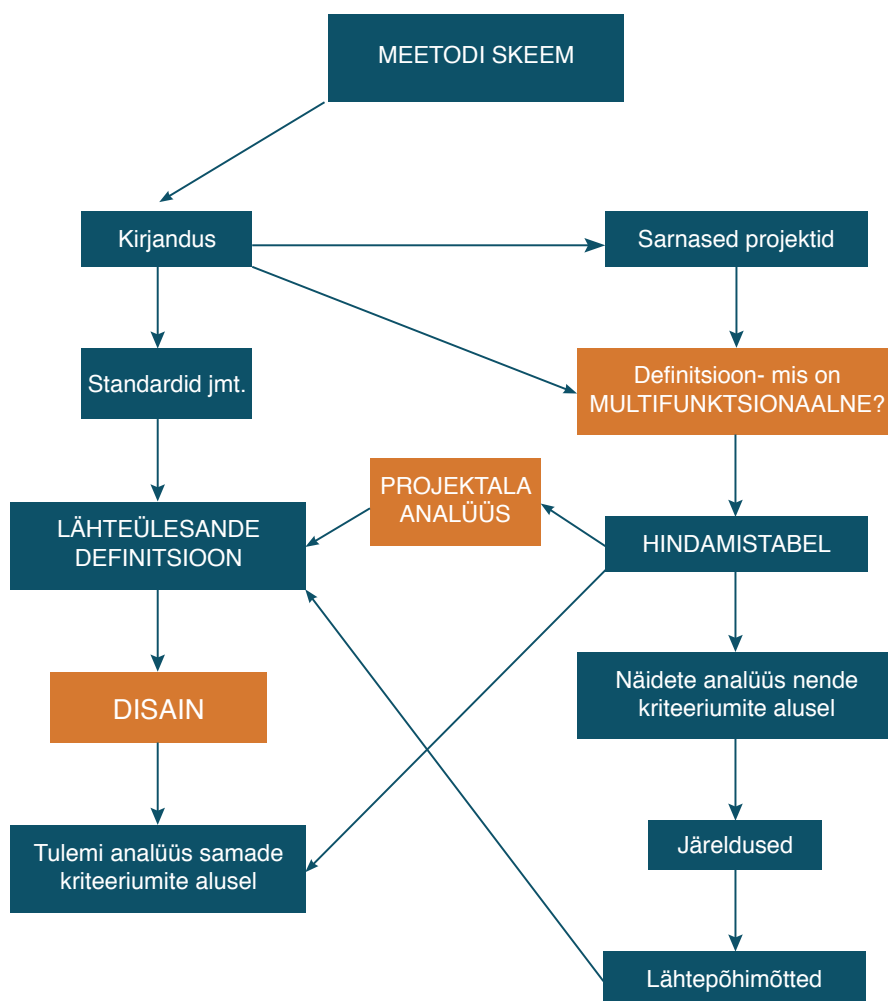 MEETODI SKEEM
Kirjandus
Sarnased projektid
Standardid jmt.
Definitsioon- mis on
MULTIFUNKTSIONAALNE?
PROJEKTALA
ANALÜÜS
LÄHTEÜLESANDE
DEFINITSIOON
HINDAMISTABEL
DISAIN
Näidete analüüs nende
kriteeriumite alusel
Tulemi analüüs samade
kriteeriumite alusel
Järeldused
Lähtepõhimõtted